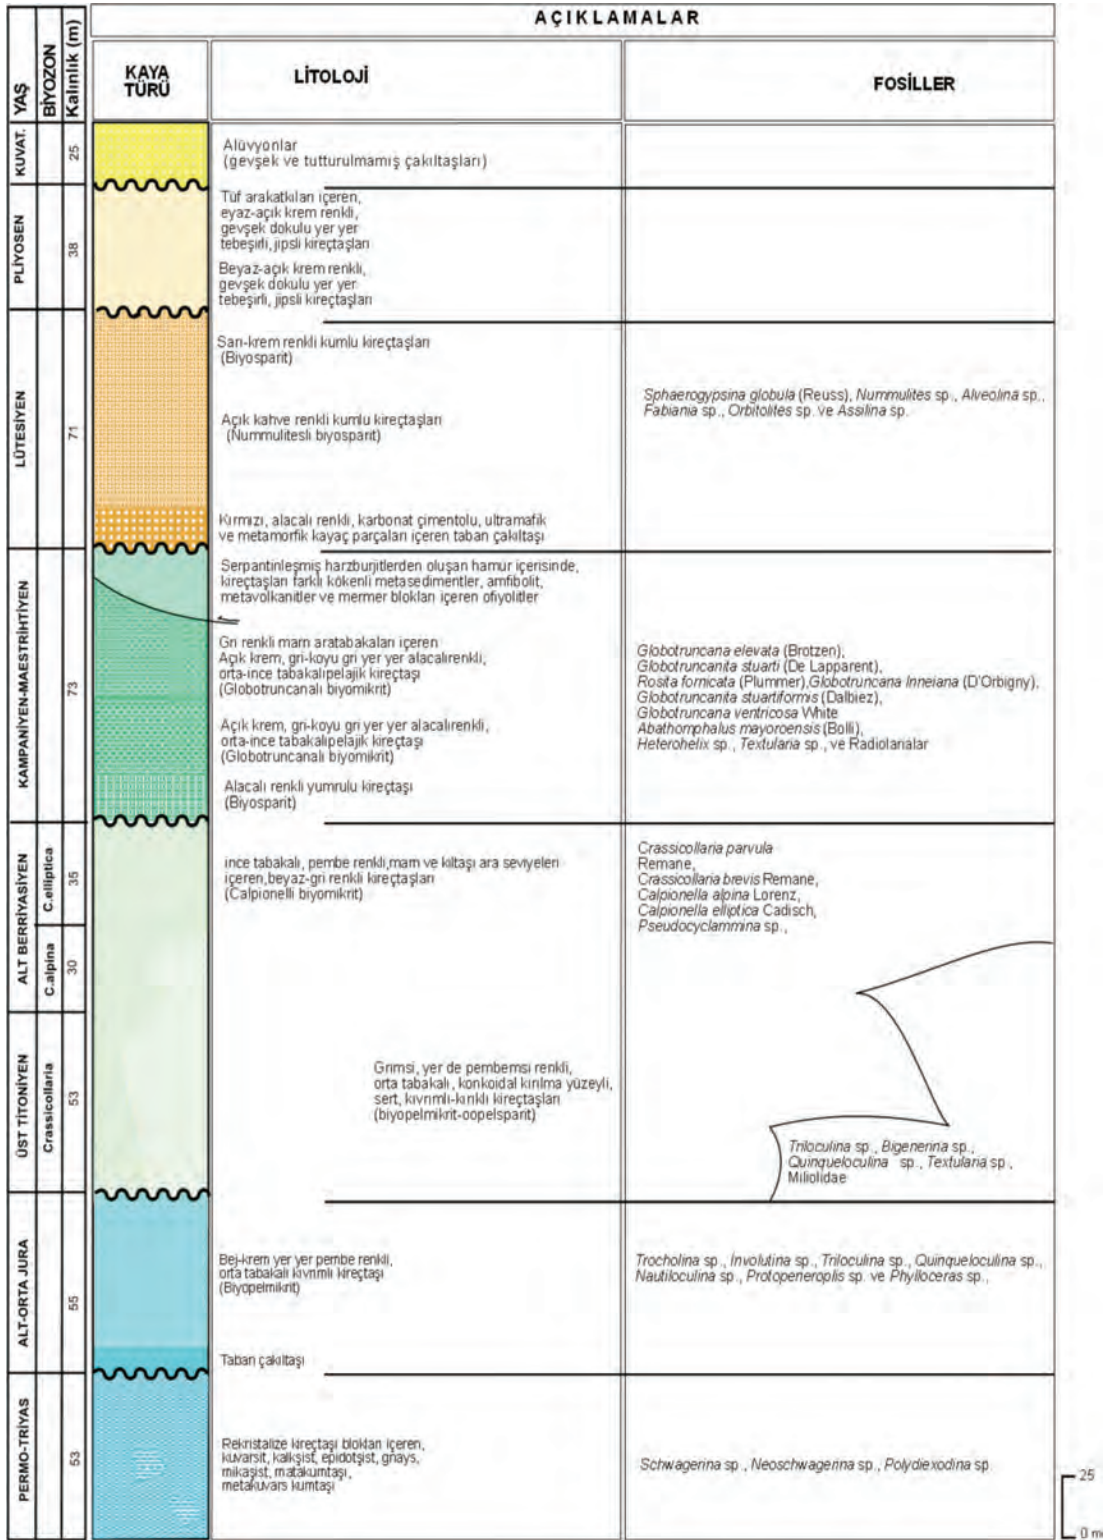 AÇIKLAMALAR
YAŞ
BİYOZON
Kalınlık (m)
KAYA
TÜRÜ
LİTOLOJİ
FOSİLLER
KUVAT.
25
Alüvyonlar
(gevşek ve tutturulmamış çakıltaşları)
PLİYOSEN
38
Tüf arakatkıları içeren,
eyaz-açık krem renkli,
gevşek dokulu yer yer
tebeşirli, jipsli kireçtaşları
Beyaz-açık krem renkli,
gevşek dokulu yer yer
tebeşirli, jipsli kireçtaşları
LÜTESİYEN
71
Sarı-krem renkli kumlu kireçtaşları
(Biyosparit)
Açık kahve renkli kumlu kireçtaşları
(Nummulitesli biyosparit)
Kırmızı, alacalı renkli, karbonat çimentolu, ultramafik
ve metamorfik kayaç parçaları içeren taban çakıltaşı
Sphaerogypsina globula (Reuss), Nummulites sp., Alveolina sp.,
Fabiania sp., Orbitolites sp. ve Assilina sp.
KAMPANİYEN-MAESTRİHTİYEN
73
Serpantinleşmiş harzburjitlerden oluşan hamur içerisinde,
kireçtaşları farklı kökenli metasedimentler, amfibolit,
metavolkanitler ve mermer blokları içeren ofiyolitler
Gri renkli marn aratabakaları içeren
Açık krem, gri-koyu gri yer yer alacalırenkli,
orta-ince tabakalıpelajik kireçtaşı
(Globotruncanalı biyomikrit)
Açık krem, gri-koyu gri yer yer alacalırenkli,
orta-ince tabakalıpelajik kireçtaşı
(Globotruncanalı biyomikrit)
Alacalı renkli yumrulu kireçtaşı
(Biyosparit)
Globotruncana elevata (Brotzen),
Globotruncanita stuarti (De Lapparent),
Rosita fornicata (Plummer),Globotruncana lnneiana (D'Orbigny),
Globotruncanita stuartiformis (Dalbiez),
Globotruncana ventricosa White
Abathomphalus mayoroensis (Bolli),
Heterohelix sp., Textularia sp., ve Radiolarialar
ALT BERRİYASİYEN
C.elliptica
35
C.alpina
30
ince tabakalı, pembe renkli,marn ve kiltaşı ara seviyeleri
içeren,beyaz-gri renkli kireçtaşları
(Calpionelli biyomikrit)
Crassicollaria parvula
Remane,
Crassicollaria brevis Remane,
Calpionella alpina Lorenz,
Calpionella elliptica Cadisch,
Pseudocyclammina sp.,
ÜST TİTONİYEN
Crassicollaria
53
Grimsi, yer de pembemsi renkli,
orta tabakalı, konkoidal kırılma yüzeyli,
sert, kıvrımlı-kırıklı kireçtaşları
(biyopelmikrit-oopelsparit)
Triloculina sp., Bigenerina sp.,
Quinqueloculina sp., Textularia sp.,
Miliolidae
ALT-ORTA JURA
55
Bej-krem yer yer pembe renkli,
orta tabakalı kıvrımlı kireçtaşı
(Biyopelmikrit)
Taban çakıltaşı
Trocholina sp., Involutina sp., Triloculina sp., Quinqueloculina sp.,
Nautiloculina sp., Protopeneroplis sp. ve Phylloceras sp.,
PERMO-TRİYAS
53
Rekristalize kireçtaşı blokları içeren,
kuvarsit, kalkşist, epidotşist, gnays,
mikaşist, matakumtaşı,
metakuvars kumtaşı
Schwagerina sp., Neoschwagerina sp., Polydiexodina sp.
25
0 m